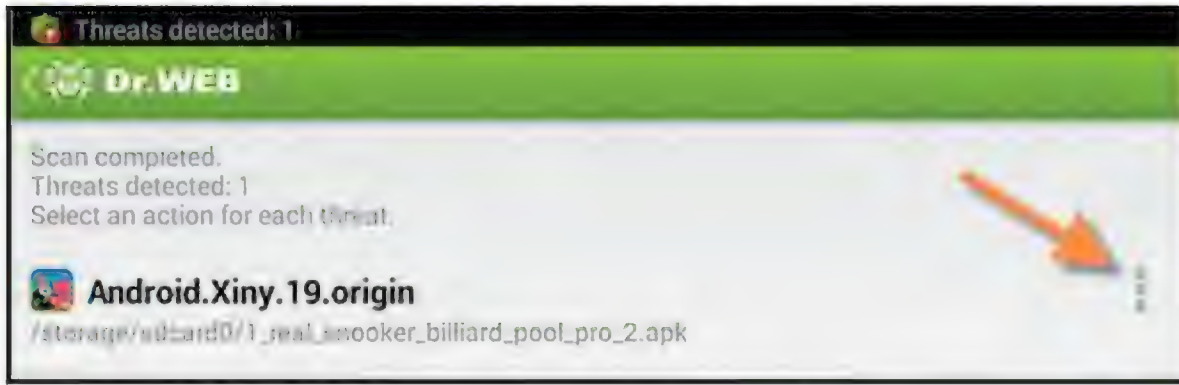 Threats detected: 1
Dr.WEB
Scan completed.
Threats detected: 1
Select an action for each threat.
Android.Xiny.19.origin
/storage/sdcard0/1_real_snooker_billiard_pool_pro_2.apk